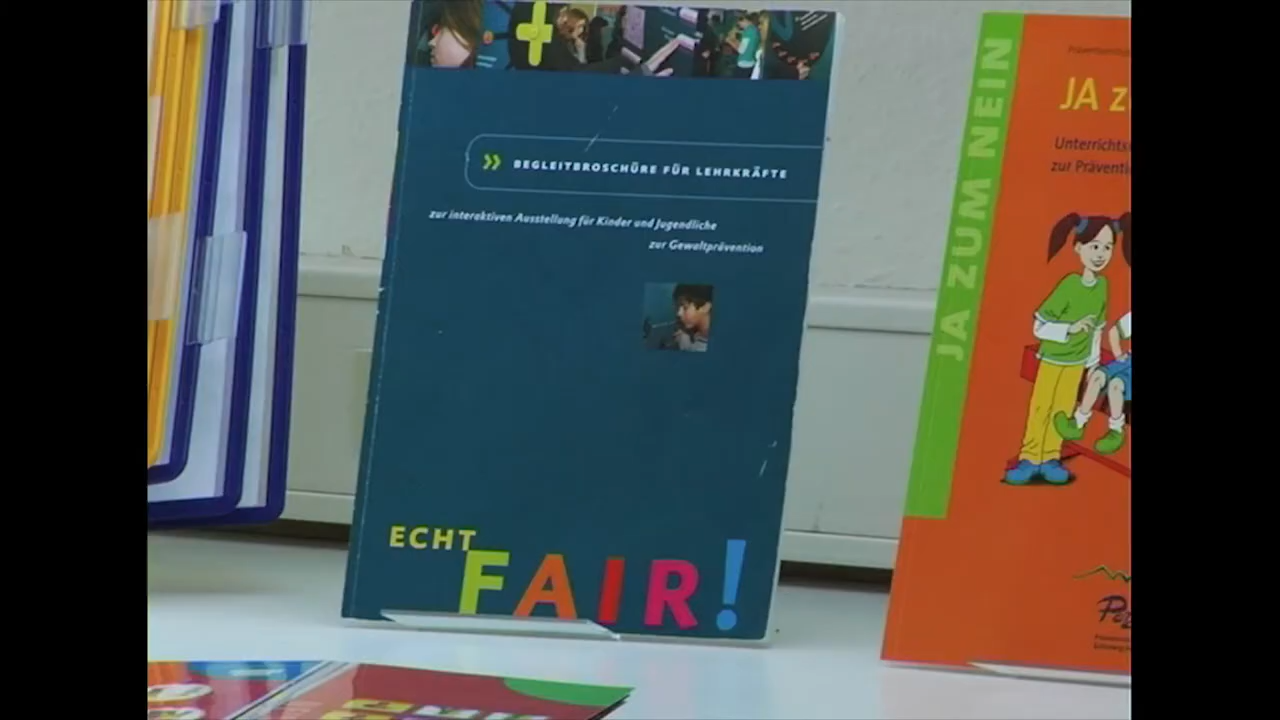 BEGLEITBROSCHÜRE FÜR LEHRKRÄFTE
zur interaktiven Ausstellung für Kinder und Jugendliche
zur Gewaltprävention
ECHT
FAIR!
JA ZUM NEIN
JA z
Unterrichts
zur Präventi